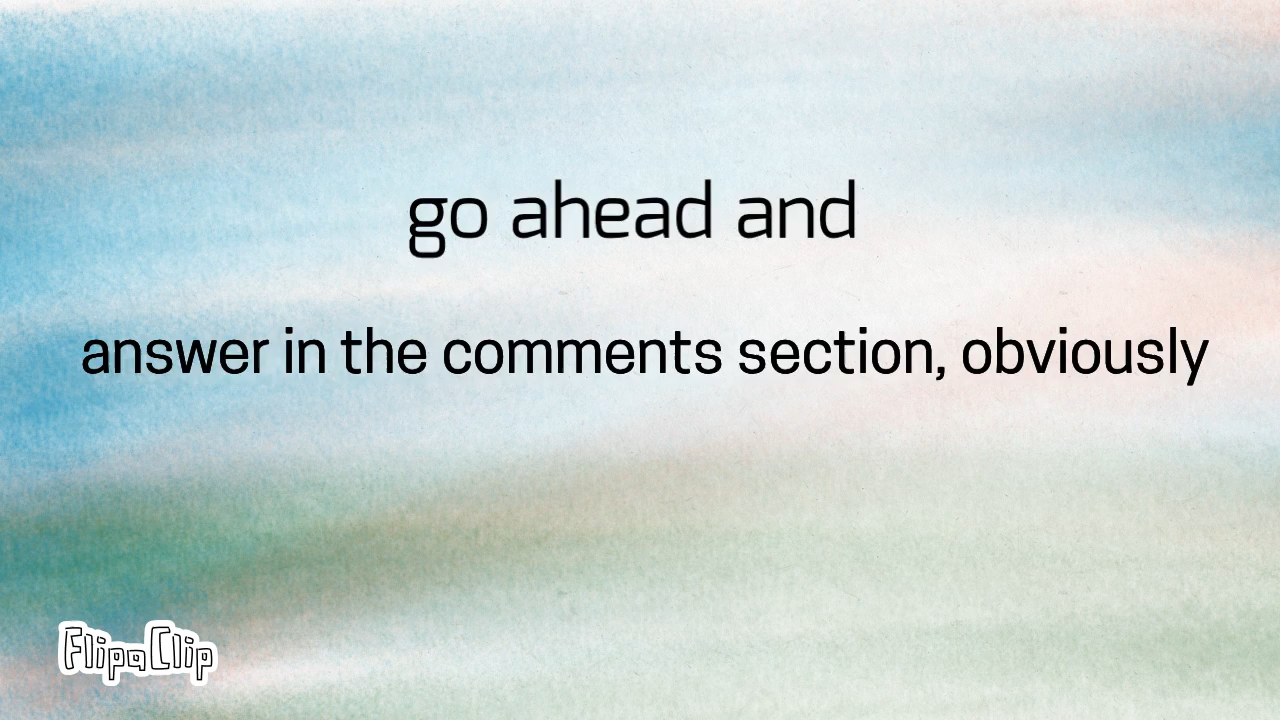 go ahead and
answer in the comments section, obviously
FlipaClip